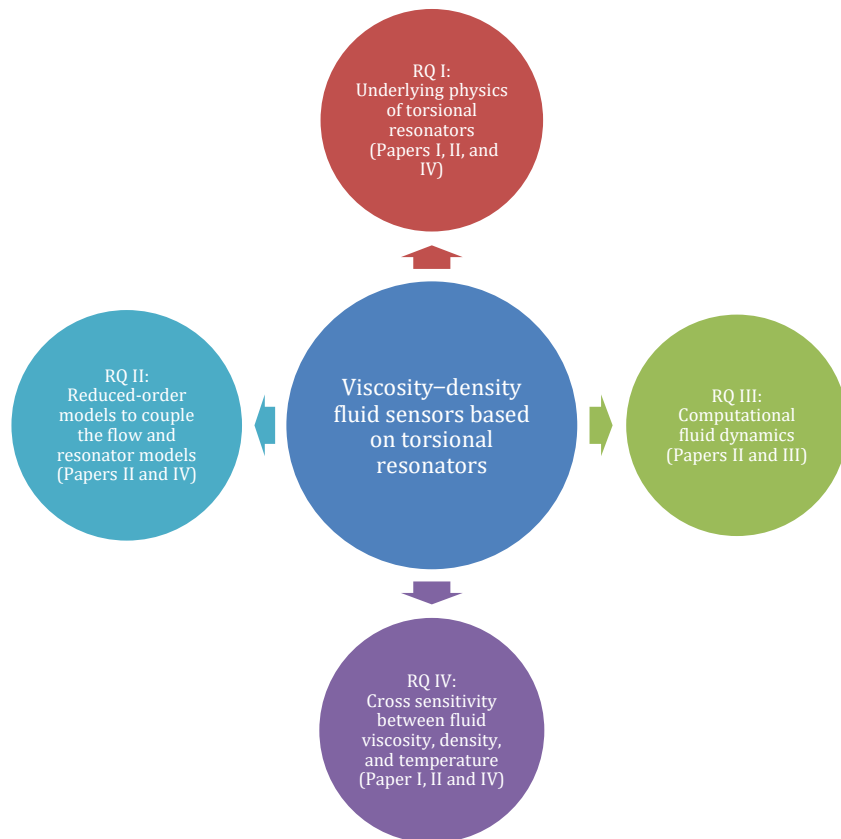 RQ I:
Underlying physics
of torsional
resonators
(Papers I, II, and
IV)
RQ II:
Reduced-order
models to couple
the flow and
resonator models
(Papers II and IV)
Viscosity–density
fluid sensors based
on torsional
resonators
RQ III:
Computational
fluid dynamics
(Papers II and III)
RQ IV:
Cross sensitivity
between fluid
viscosity, density,
and temperature
(Paper I, II and IV)